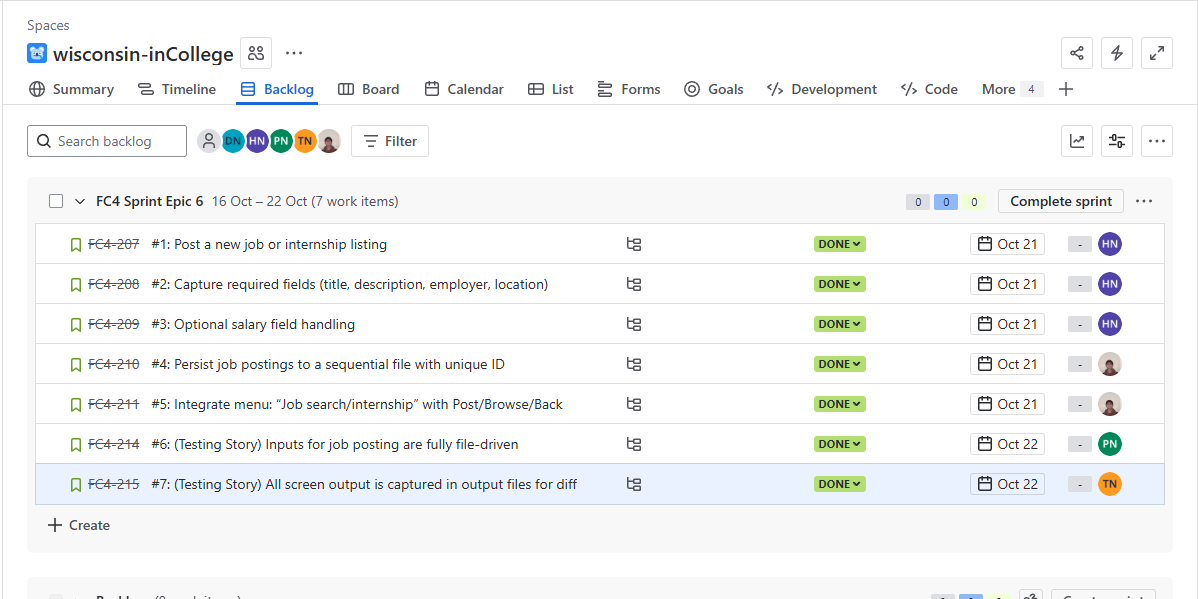 Spaces
wisconsin-inCollege
Summary Timeline Backlog Board Calendar List Forms Goals Development Code More 4
Search backlog DN HN PN TN Filter
FC4 Sprint Epic 6 16 Oct – 22 Oct (7 work items) 0 0 0 Complete sprint
FC4-207 #1: Post a new job or internship listing DONE Oct 21 - HN
FC4-208 #2: Capture required fields (title, description, employer, location) DONE Oct 21 - HN
FC4-209 #3: Optional salary field handling DONE Oct 21 - HN
FC4-210 #4: Persist job postings to a sequential file with unique ID DONE Oct 21 -
FC4-211 #5: Integrate menu: “Job search/internship” with Post/Browse/Back DONE Oct 21 -
FC4-214 #6: (Testing Story) Inputs for job posting are fully file-driven DONE Oct 22 - PN
FC4-215 #7: (Testing Story) All screen output is captured in output files for diff DONE Oct 22 - TN
Create